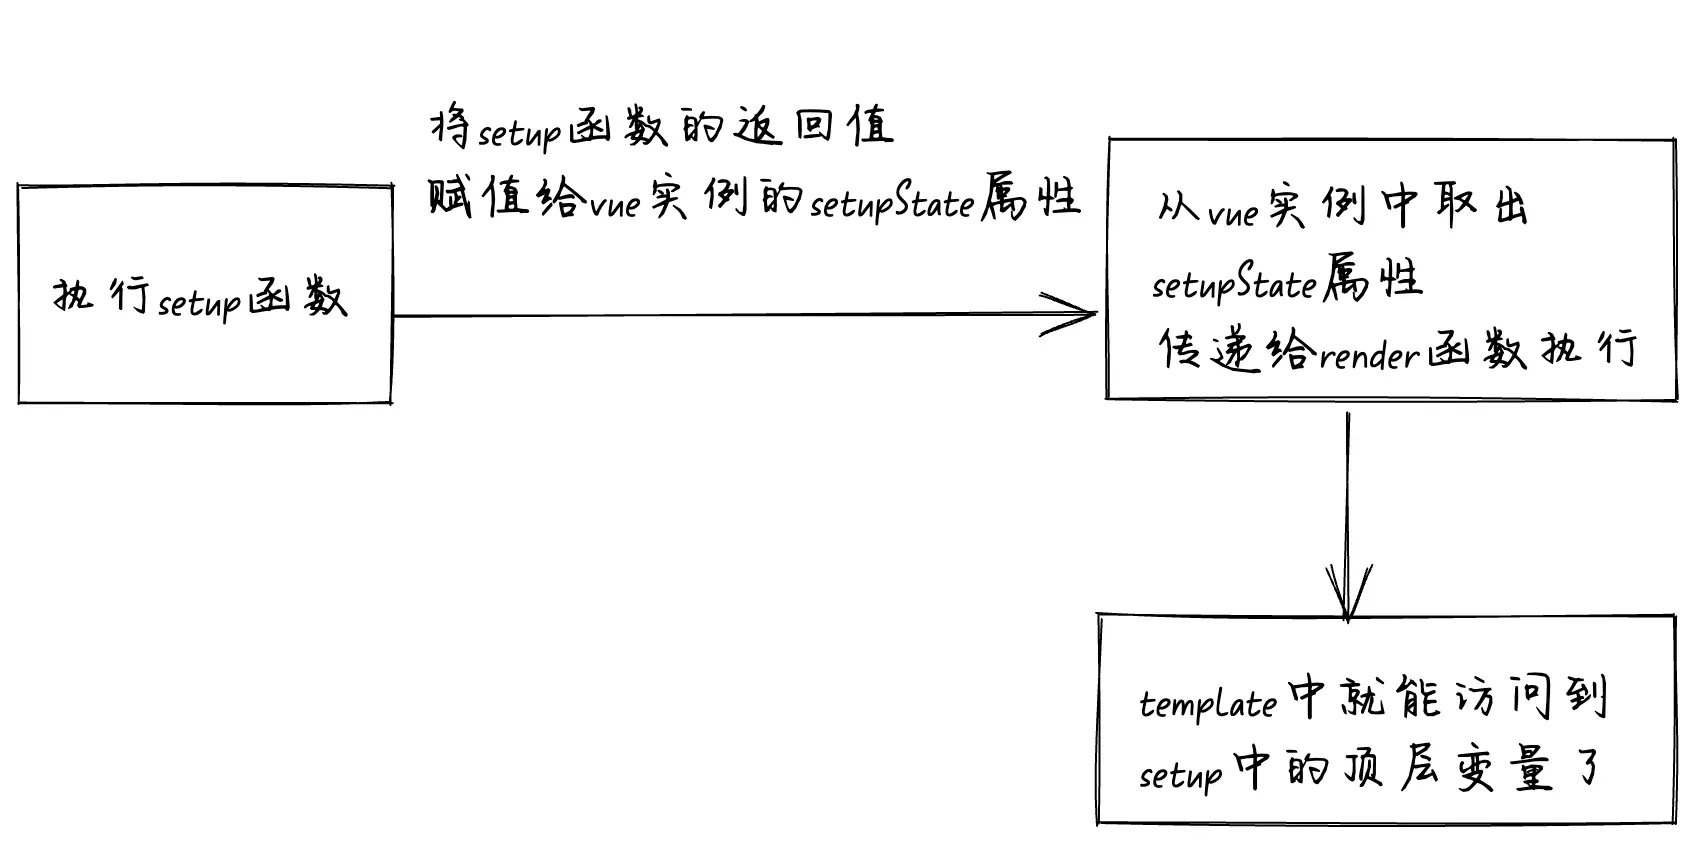 执行setup函数
将setup函数的返回值
赋值给vue实例的setupState属性
从vue实例中取出
setupState属性
传递给render函数执行
template中就能访问到
setup中的顶层变量了